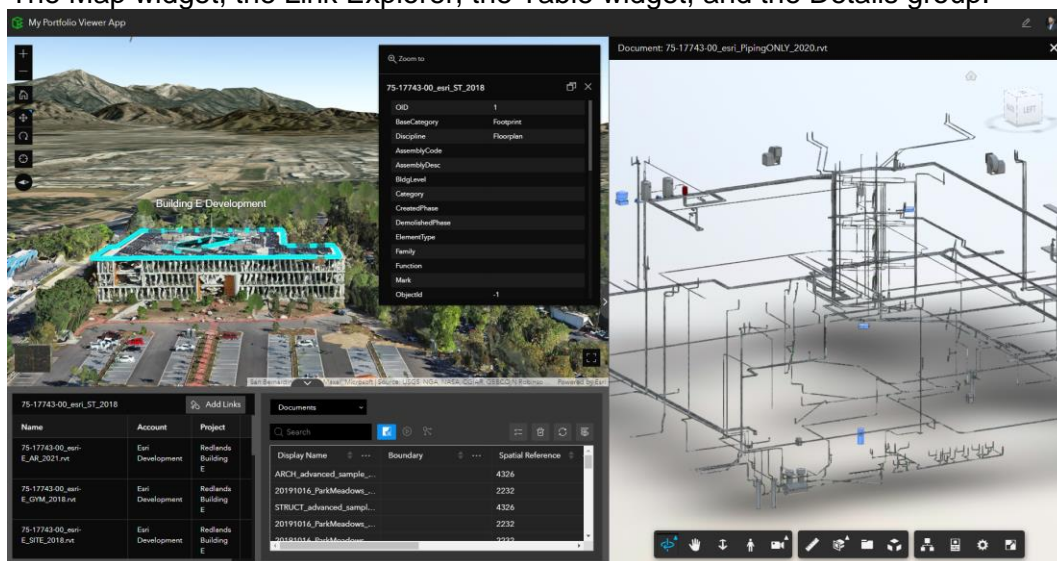 The Map widget, the Link Explorer, the Table widget, and the Details group.
My Portfolio Viewer App
Zoom to
75-17743-00_esri_ST_2018
OID 1
BaseCategory Footprint
Discipline Floorplan
AssemblyCode
AssemblyDesc
BldgLevel
Category
CreatedPhase
DemolishedPhase
ElementType
Family
Function
Mark
ObjectId -1
Building E Development
Powered by Esri
Document: 75-17743-00_esri_PipingONLY_2020.rvt
LEFT
75-17743-00_esri_ST_2018
Add Links
Name Account Project
75-17743-00_esri-
E_AR_2021.rvt
Esri
Development
Redlands
Building
E
75-17743-00_esri-
E_GYM_2018.rvt
Esri
Development
Redlands
Building
E
75-17743-00_esri-
E_SITE_2018.rvt
Esri
Development
Redlands
Building
E
Documents
Search
Display Name Boundary Spatial Reference
ARCH_advanced_sample_... 4326
20191016_ParkMeadows_... 2232
STRUCT_advanced_sampl... 4326
20191016_ParkMeadows_... 2232
20191016_ParkMeadows 2232